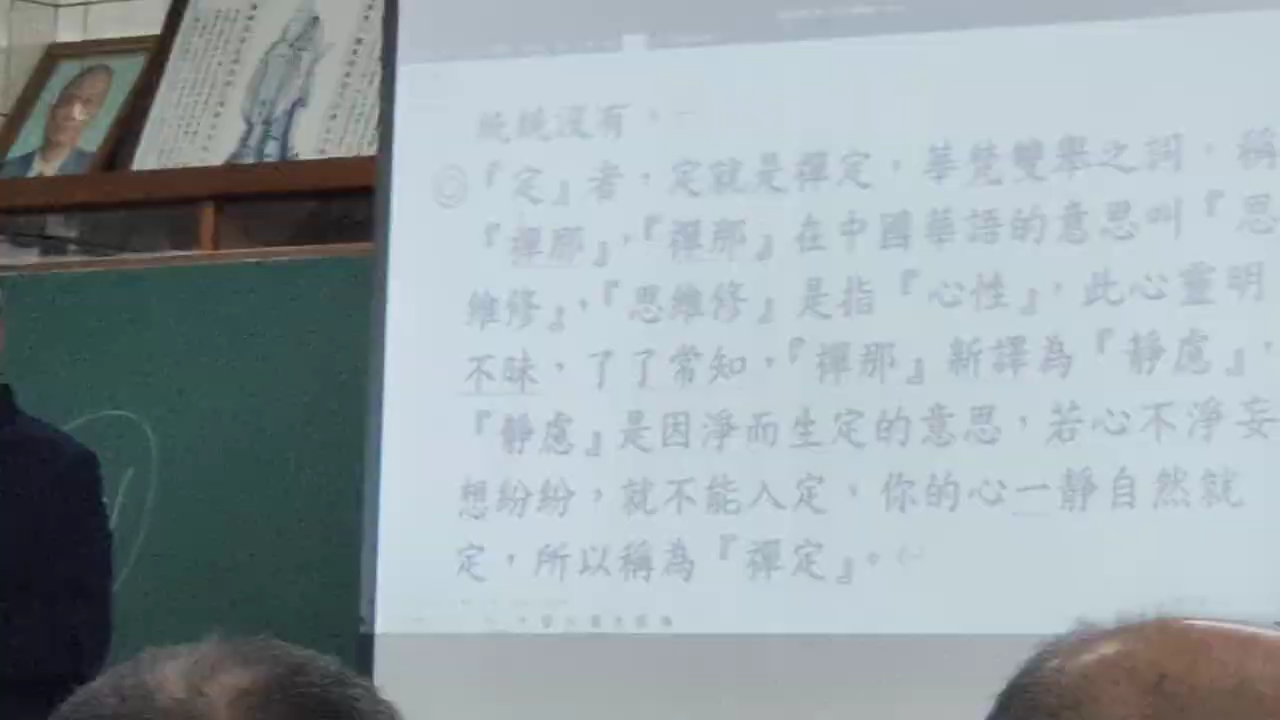 統統沒有。
◎『定』者，定就是禪定，華梵雙舉之詞，稱
『禪那』，『禪那』在中國華語的意思叫『思
維修』，『思維修』是指『心性』，此心靈明
不昧，了了常知，『禪那』新譯為『靜慮』，
『靜慮』是因淨而生定的意思，若心不淨妄
想紛紛，就不能入定，你的心一靜自然就
定，所以稱為『禪定』。